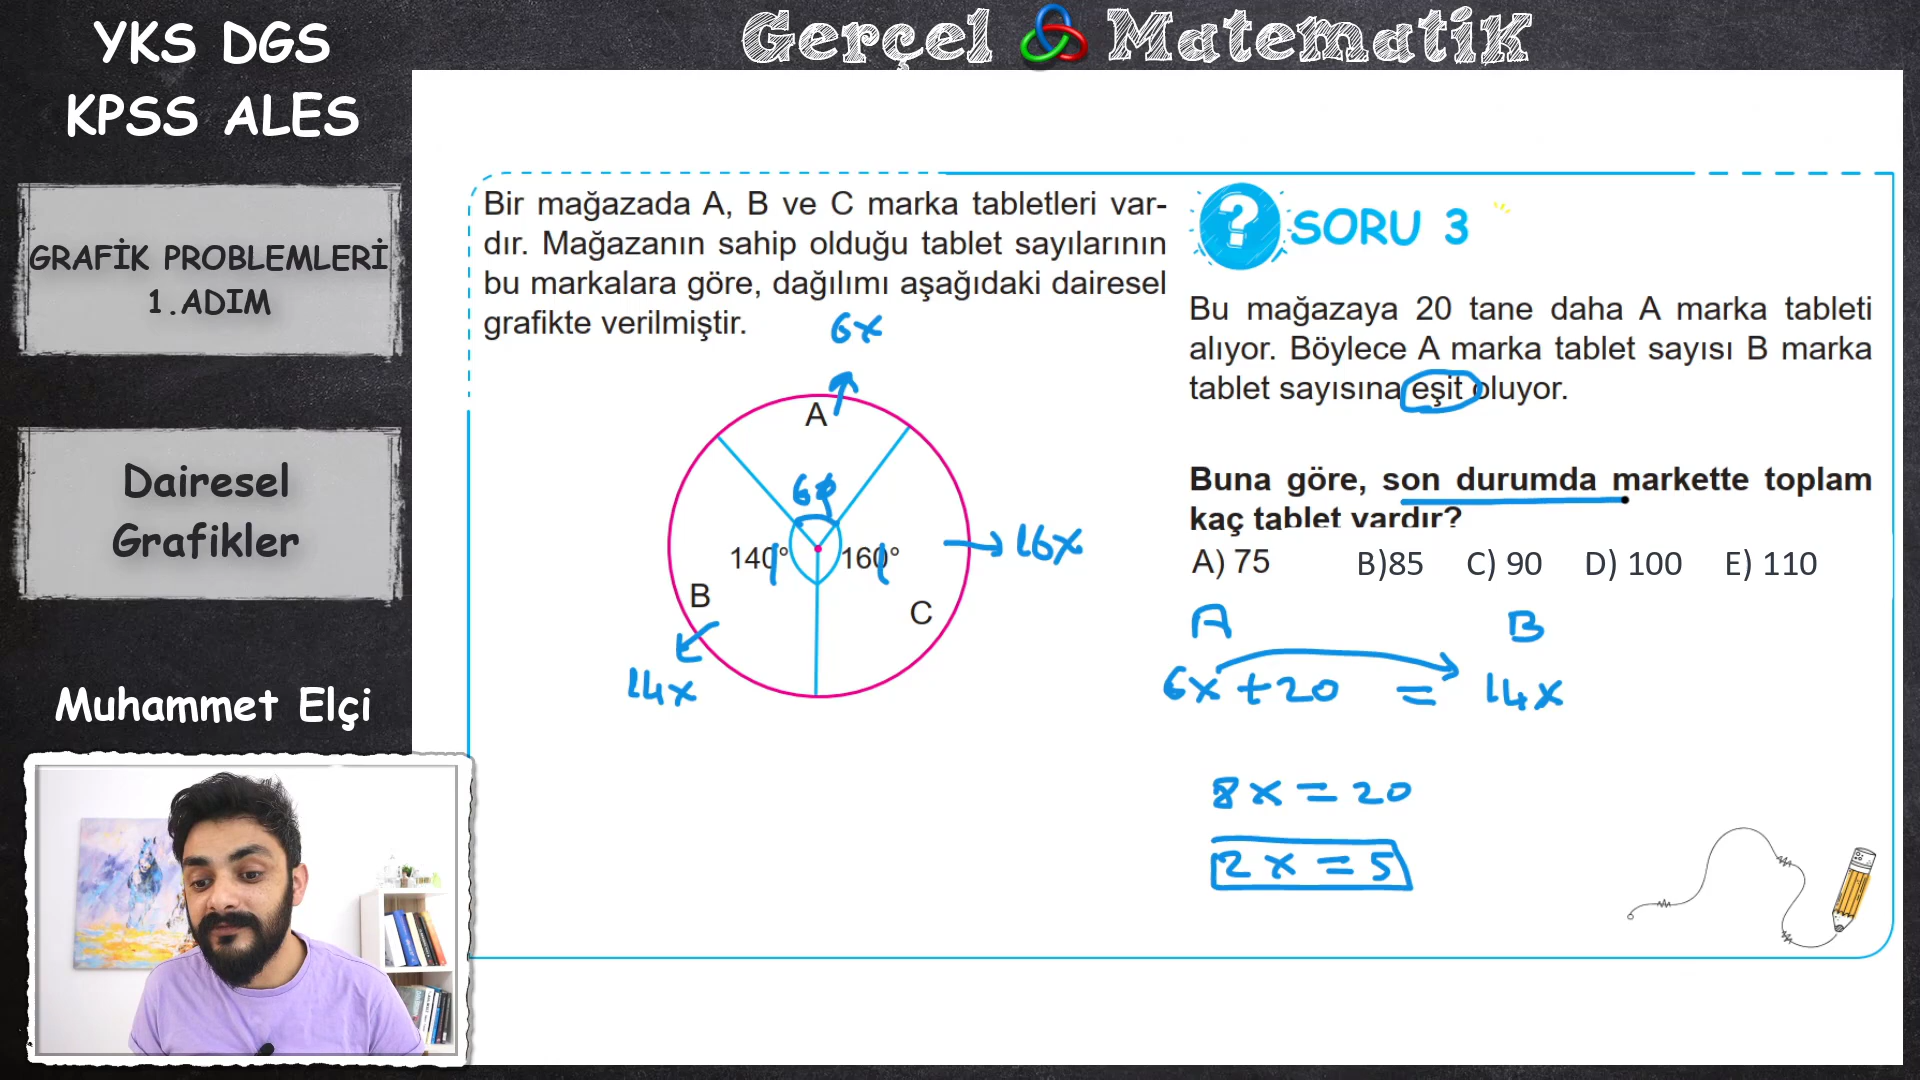 YKS DGS
KPSS ALES
Gerçel Matematik
GRAFİK PROBLEMLERİ
1.ADIM
Dairesel
Grafikler
Muhammet Elçi
Bir mağazada A, B ve C marka tabletleri var-
dır. Mağazanın sahip olduğu tablet sayılarının
bu markalara göre, dağılımı aşağıdaki dairesel
grafikte verilmiştir.
6x
A
60
140°
160°
16x
B
C
14x
? SORU 3
Bu mağazaya 20 tane daha A marka tableti
alıyor. Böylece A marka tablet sayısı B marka
tablet sayısına eşit oluyor.
Buna göre, son durumda markette toplam
kaç tablet vardır?
A) 75 B)85 C) 90 D) 100 E) 110
A B
6x + 20 = 14x
8x = 20
2x = 5